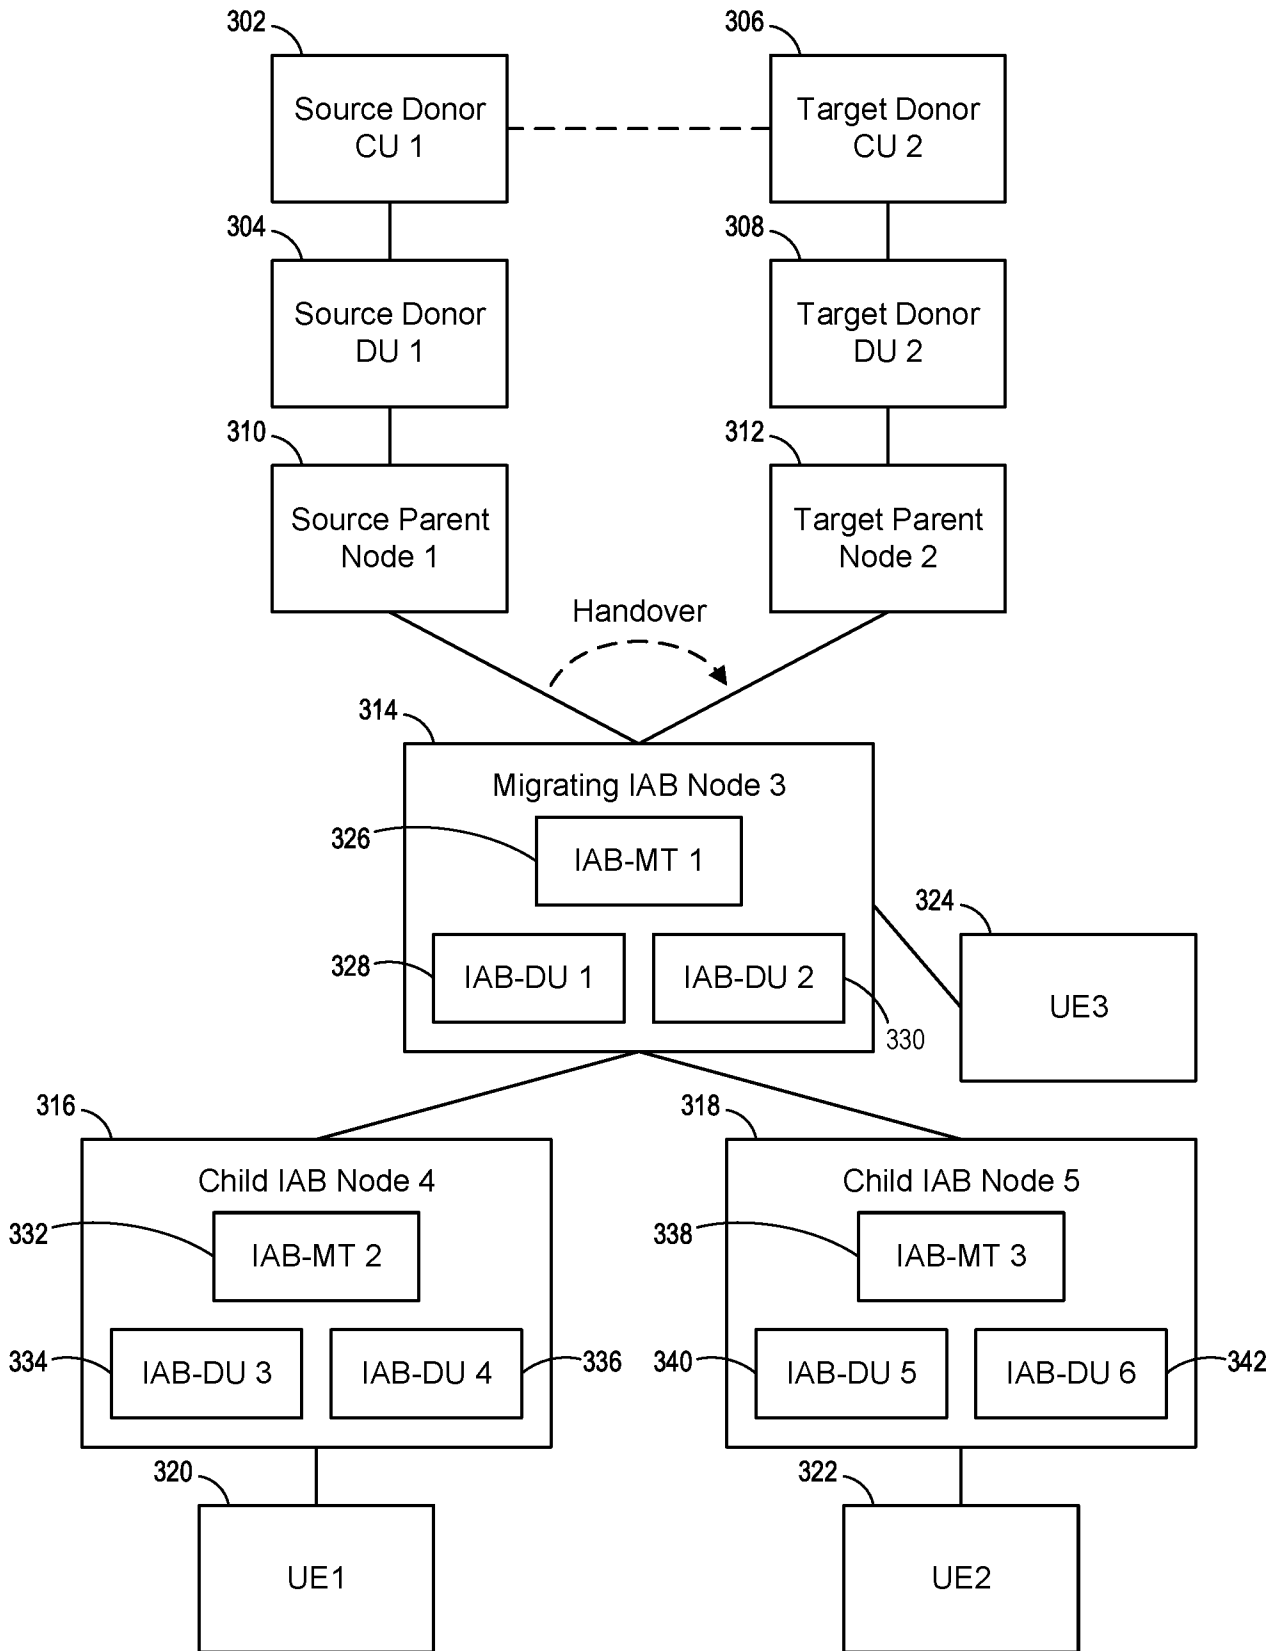 302
306
Source Donor
CU 1
Target Donor
CU 2
304
308
Source Donor
DU 1
Target Donor
DU 2
310
312
Source Parent
Node 1
Target Parent
Node 2
Handover
314
Migrating IAB Node 3
326
IAB-MT 1
324
328
IAB-DU 1
IAB-DU 2
330
UE3
316
318
Child IAB Node 4
Child IAB Node 5
332
IAB-MT 2
338
IAB-MT 3
334
IAB-DU 3
IAB-DU 4
336
340
IAB-DU 5
IAB-DU 6
342
320
322
UE1
UE2